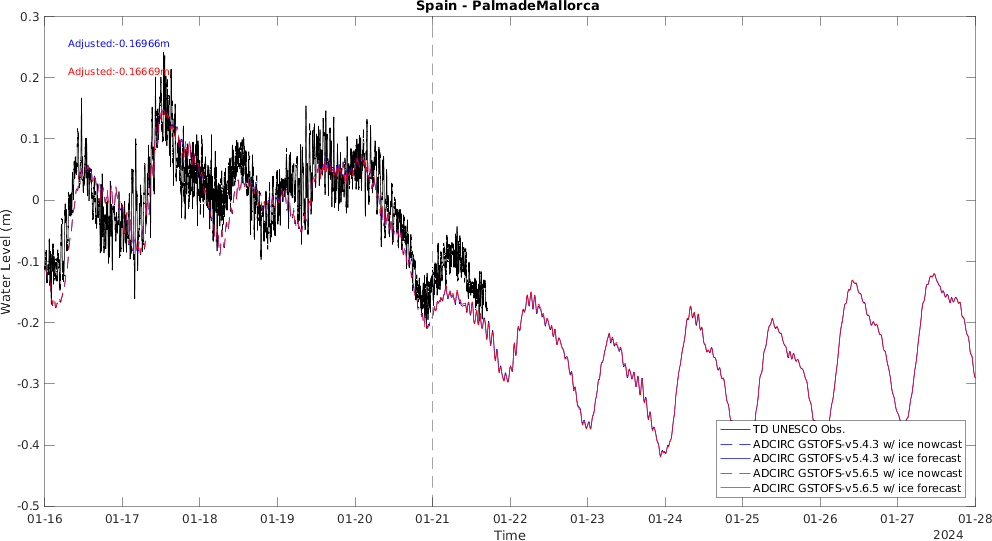 Spain - PalmadeMallorca
Adjusted:-0.16966m
Adjusted:-0.16669m
0.3
0.2
0.1
0
-0.1
-0.2
-0.3
-0.4
-0.5
Water Level (m)
TD UNESCO Obs.
ADCIRC GSTOFS-v5.4.3 w/ ice nowcast
ADCIRC GSTOFS-v5.4.3 w/ ice forecast
ADCIRC GSTOFS-v5.6.5 w/ ice nowcast
ADCIRC GSTOFS-v5.6.5 w/ ice forecast
01-16 01-17 01-18 01-19 01-20 01-21 01-22 01-23 01-24 01-25 01-26 01-27 01-28
Time
2024